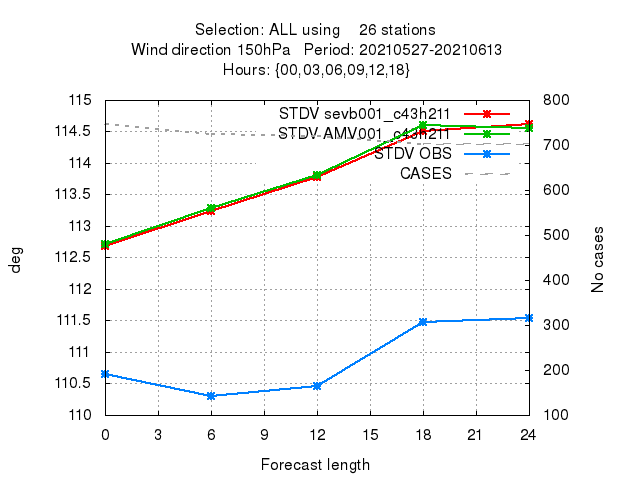 Selection: ALL using 26 stations
Wind direction 150hPa Period: 20210527-20210613
Hours: {00,03,06,09,12,18}
115
114.5
114
113.5
113
112.5
112
111.5
111
110.5
110
deg
800
700
600
500
400
300
200
100
No cases
STDV sevb001_c43h211
STDV AMV001_c43h211
STDV OBS
CASES
0 3 6 9 12 15 18 21 24
Forecast length